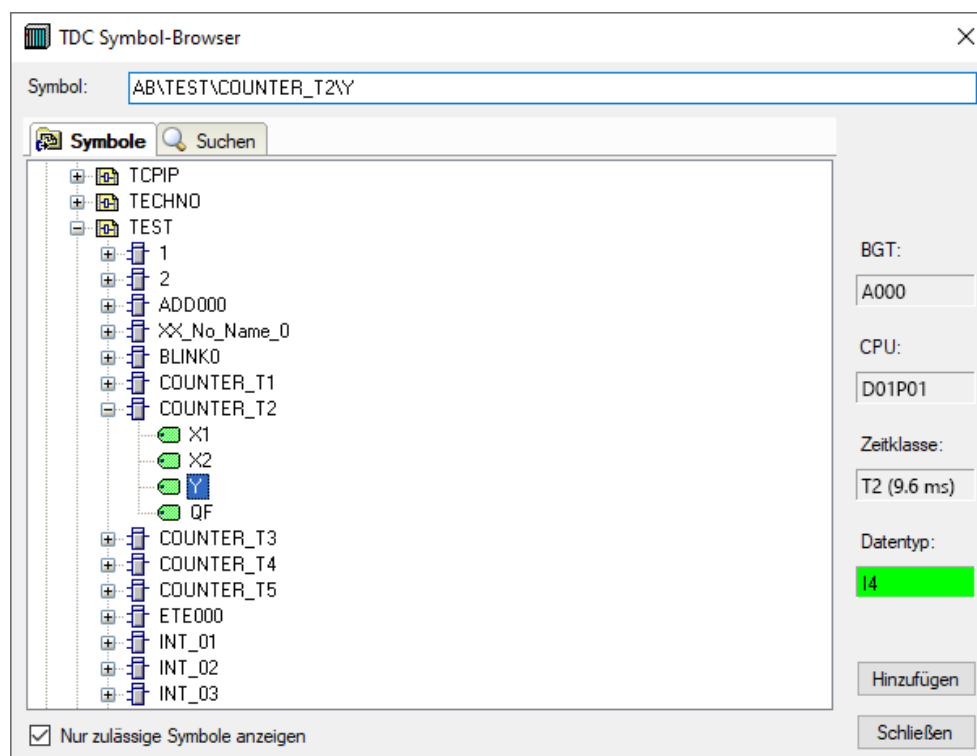 TDC Symbol-Browser
Symbol: AB\TEST\COUNTER_T2\Y
Symbole Suchen
TCPIP
TECHNO
TEST
1
2
ADD000
XX_No_Name_0
BLINK0
COUNTER_T1
COUNTER_T2
X1
X2
Y
QF
COUNTER_T3
COUNTER_T4
COUNTER_T5
ETE000
INT_01
INT_02
INT_03
Nur zulässige Symbole anzeigen
BGT:
A000
CPU:
D01P01
Zeitklasse:
T2 (9.6 ms)
Datentyp:
I4
Hinzufügen
Schließen